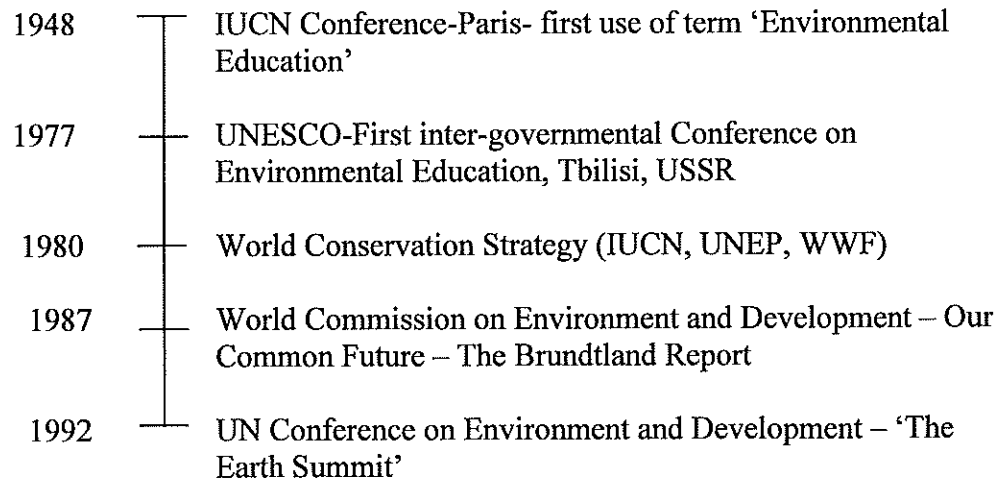 1948 IUCN Conference-Paris- first use of term ‘Environmental
Education’
1977 UNESCO-First inter-governmental Conference on
Environmental Education, Tbilisi, USSR
1980 World Conservation Strategy (IUCN, UNEP, WWF)
1987 World Commission on Environment and Development – Our
Common Future – The Brundtland Report
1992 UN Conference on Environment and Development – ‘The
Earth Summit’